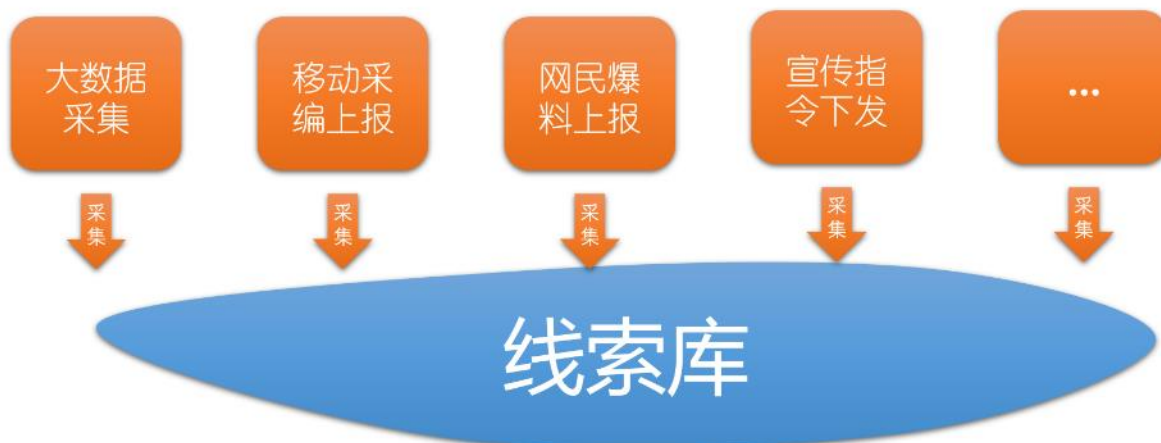 大数据
采集
移动采
编上报
网民爆
料上报
宣传指
令下发
...
采
集
采
集
采
集
采
集
采
集
线索库